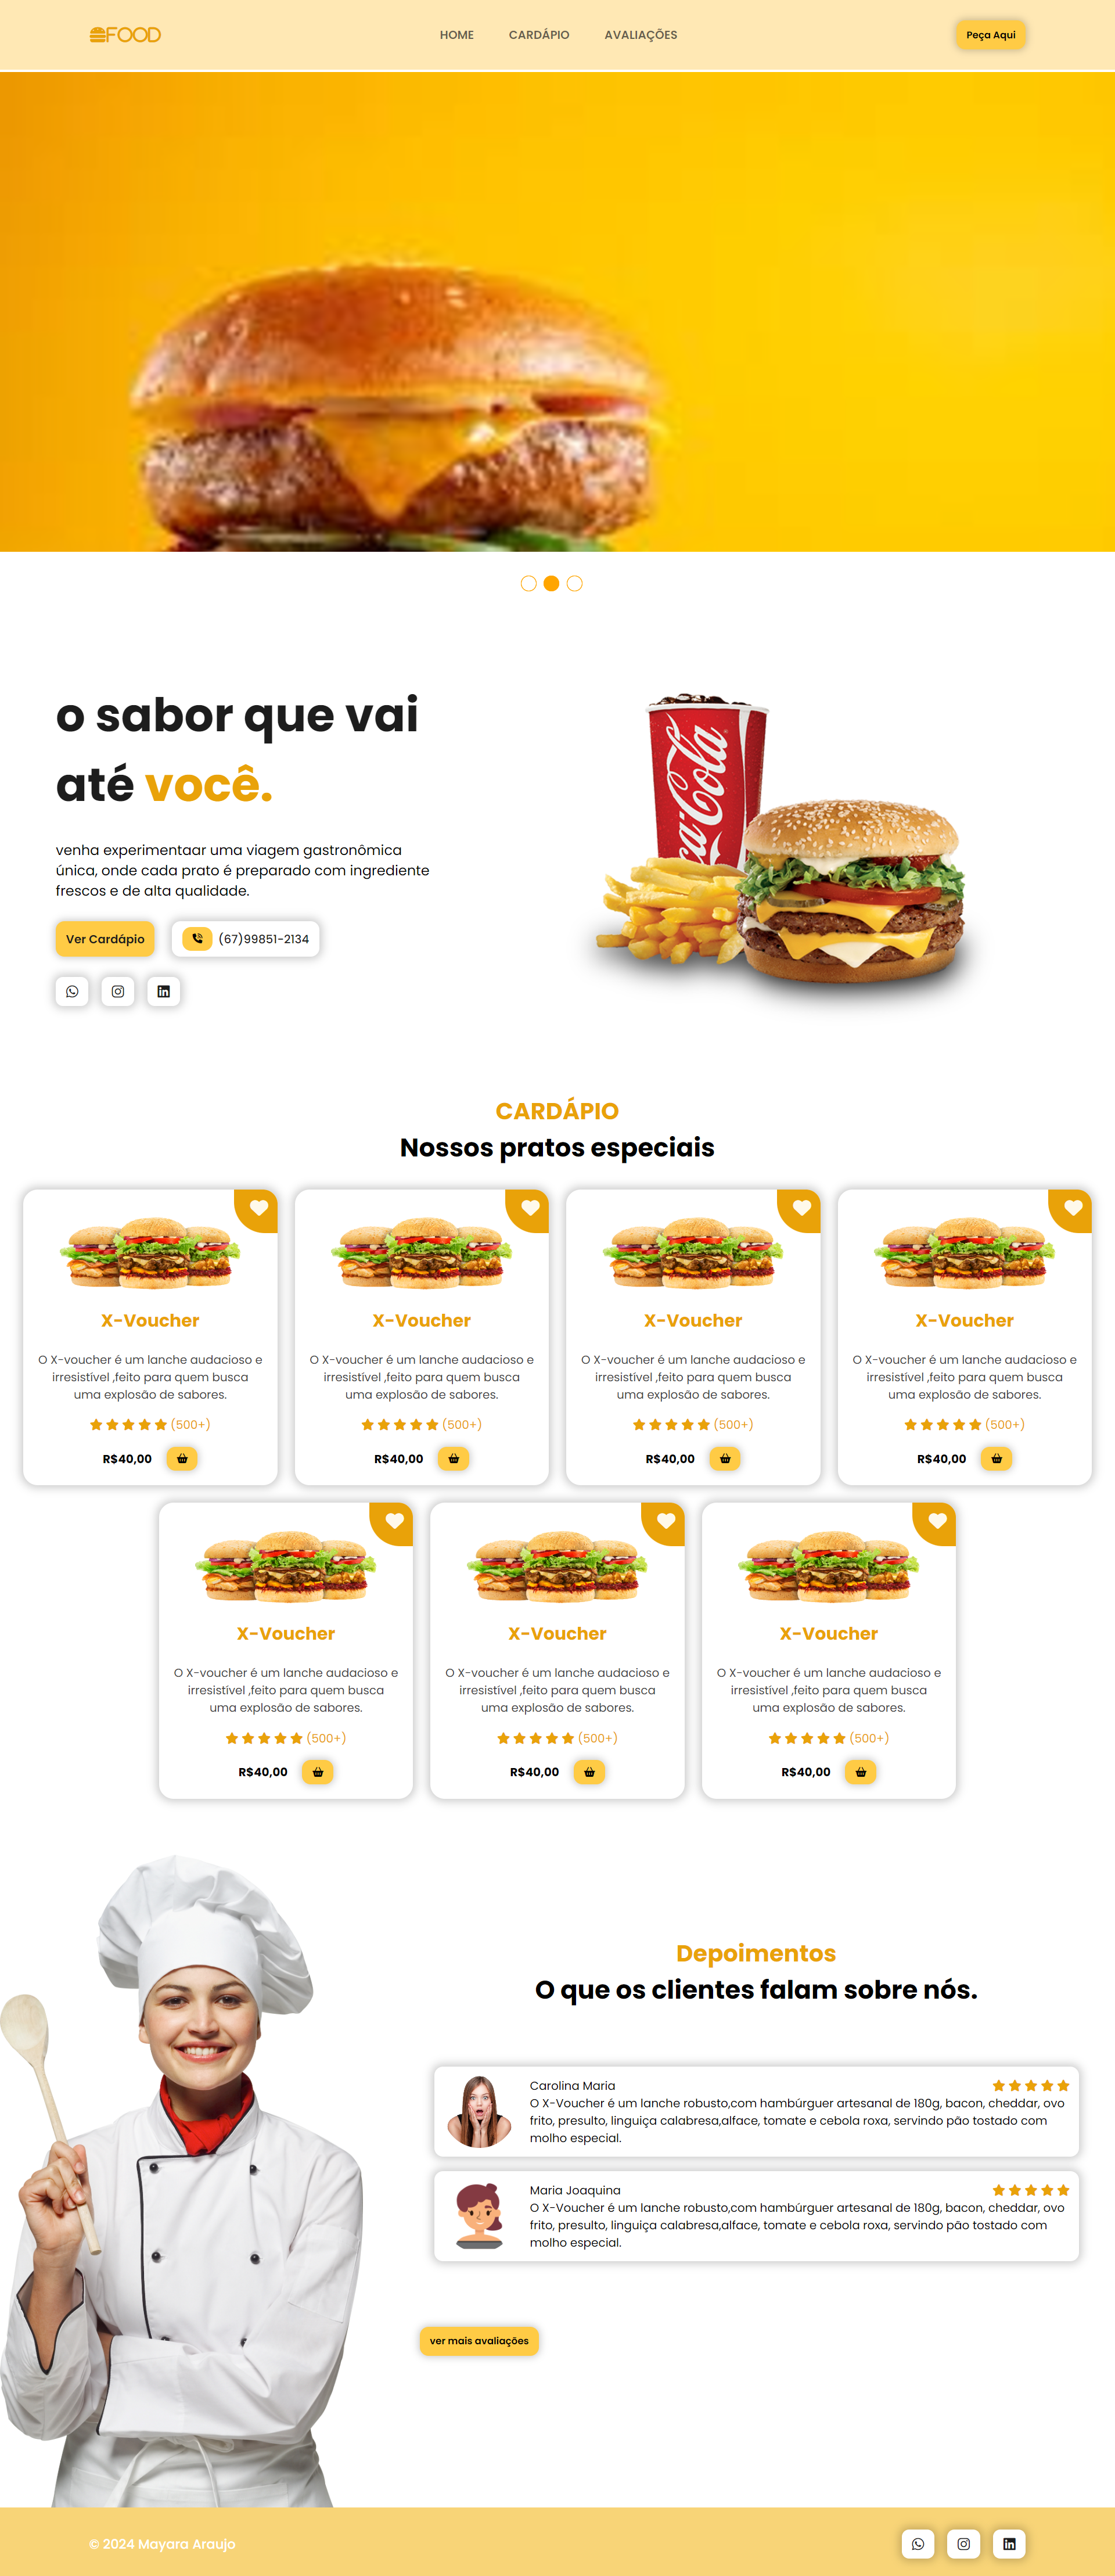 FOOD
HOME CARDÁPIO AVALIAÇÕES
Peça Aqui
o sabor que vai
até você.
venha experimentaar uma viagem gastronômica
única, onde cada prato é preparado com ingrediente
frescos e de alta qualidade.
Ver Cardápio
(67)99851-2134
CARDÁPIO
Nossos pratos especiais
X-Voucher
O X-voucher é um lanche audacioso e
irresistível ,feito para quem busca
uma explosão de sabores.
(500+)
R$40,00
X-Voucher
O X-voucher é um lanche audacioso e
irresistível ,feito para quem busca
uma explosão de sabores.
(500+)
R$40,00
X-Voucher
O X-voucher é um lanche audacioso e
irresistível ,feito para quem busca
uma explosão de sabores.
(500+)
R$40,00
X-Voucher
O X-voucher é um lanche audacioso e
irresistível ,feito para quem busca
uma explosão de sabores.
(500+)
R$40,00
X-Voucher
O X-voucher é um lanche audacioso e
irresistível ,feito para quem busca
uma explosão de sabores.
(500+)
R$40,00
X-Voucher
O X-voucher é um lanche audacioso e
irresistível ,feito para quem busca
uma explosão de sabores.
(500+)
R$40,00
X-Voucher
O X-voucher é um lanche audacioso e
irresistível ,feito para quem busca
uma explosão de sabores.
(500+)
R$40,00
Depoimentos
O que os clientes falam sobre nós.
Carolina Maria
O X-Voucher é um lanche robusto,com hambúrguer artesanal de 180g, bacon, cheddar, ovo
frito, presulto, linguiça calabresa,alface, tomate e cebola roxa, servindo pão tostado com
molho especial.
Maria Joaquina
O X-Voucher é um lanche robusto,com hambúrguer artesanal de 180g, bacon, cheddar, ovo
frito, presulto, linguiça calabresa,alface, tomate e cebola roxa, servindo pão tostado com
molho especial.
ver mais avaliações
© 2024 Mayara Araujo